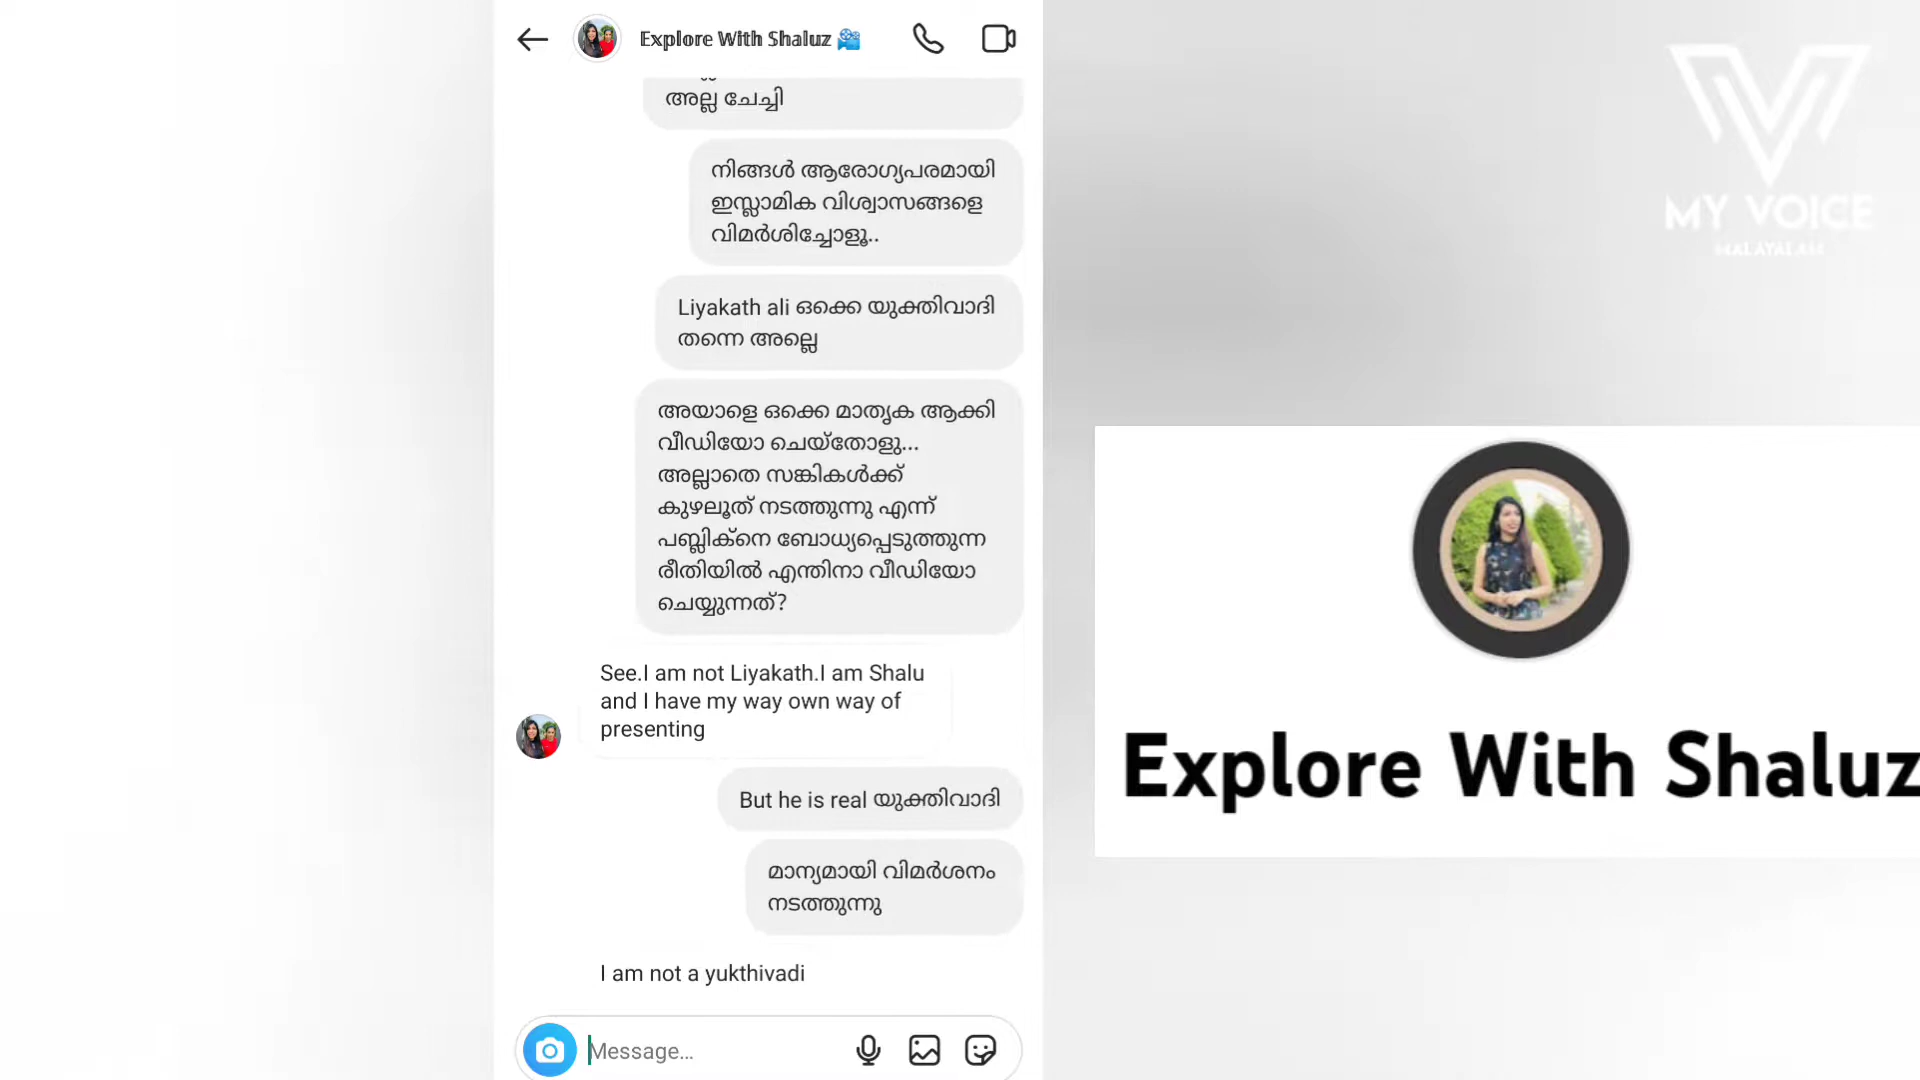 Explore With Shaluz
അല്ല ചേച്ചി
നിങ്ങൾ ആരോഗ്യപരമായി
ഇസ്ലാമിക വിശ്വാസങ്ങളെ
വിമർശിച്ചോളൂ..
Liyakath ali ഒക്കെ യുക്തിവാദി
തന്നെ അല്ലെ
അയാളെ ഒക്കെ മാതൃക ആക്കി
വീഡിയോ ചെയ്തോളു...
അല്ലാതെ സങ്കികൾക്ക്
കുഴലൂത് നടത്തുന്നു എന്ന്
പബ്ലിക്നെ ബോധ്യപ്പെടുത്തുന്ന
രീതിയിൽ എന്തിനാ വീഡിയോ
ചെയ്യുന്നത്?
See.I am not Liyakath.I am Shalu
and I have my way own way of
presenting
But he is real യുക്തിവാദി
മാന്യമായി വിമർശനം
നടത്തുന്നു
I am not a yukthivadi
Message...
MY VOICE
MALAYALAM
Explore With Shaluz